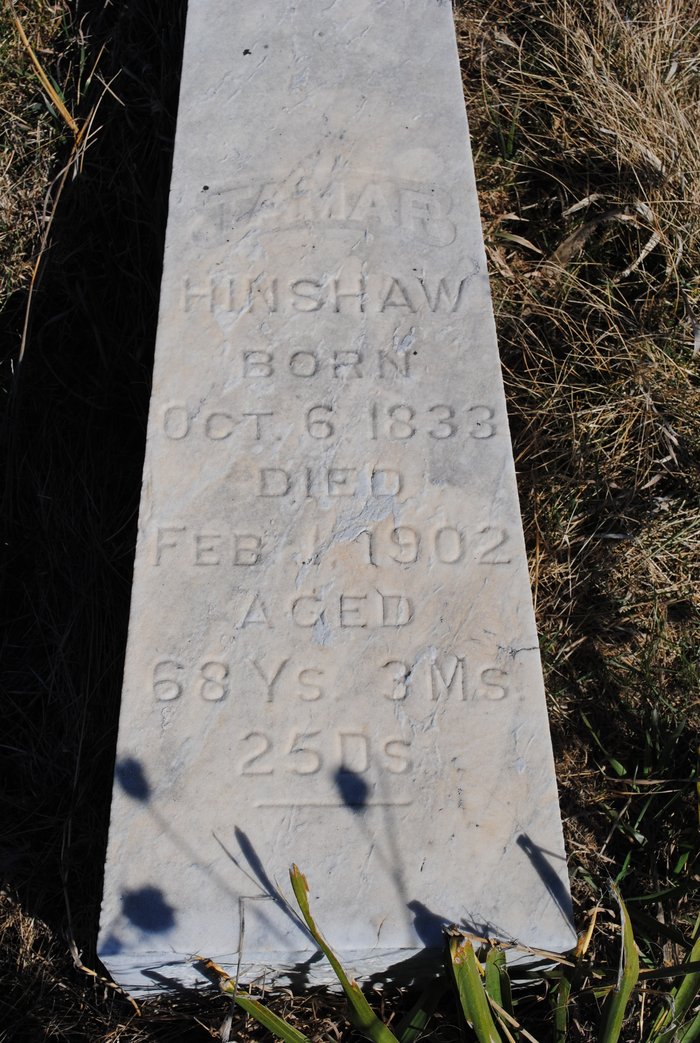 TAMAR
HINSHAW
BORN
OCT. 6 1833
DIED
FEB. 1. 1902
AGED
68 YS. 3 MS.
25 DS